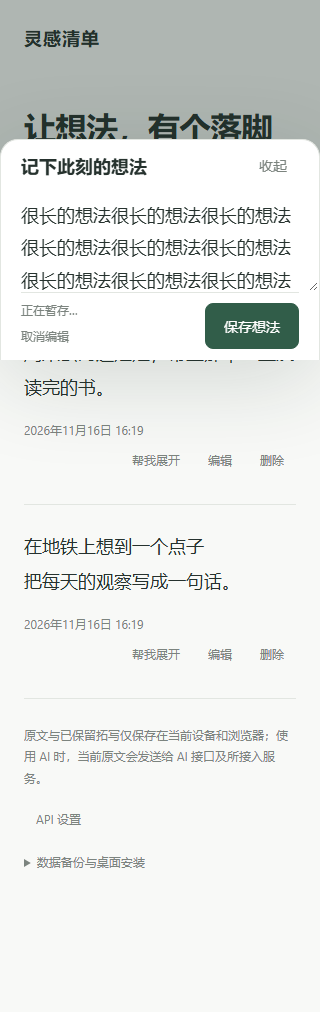 灵感清单
让想法，有个落脚
记下此刻的想法
收起
很长的想法很长的想法很长的想法
很长的想法很长的想法很长的想法
很长的想法很长的想法很长的想法
正在暂存…
取消编辑
保存想法
读完的书。
2026年11月16日 16:19
帮我展开 编辑 删除
在地铁上想到一个点子
把每天的观察写成一句话。
2026年11月16日 16:19
帮我展开 编辑 删除
原文与已保留拓写仅保存在当前设备和浏览器；使
用 AI 时，当前原文会发送给 AI 接口及所接入服
务。
API 设置
▶ 数据备份与桌面安装